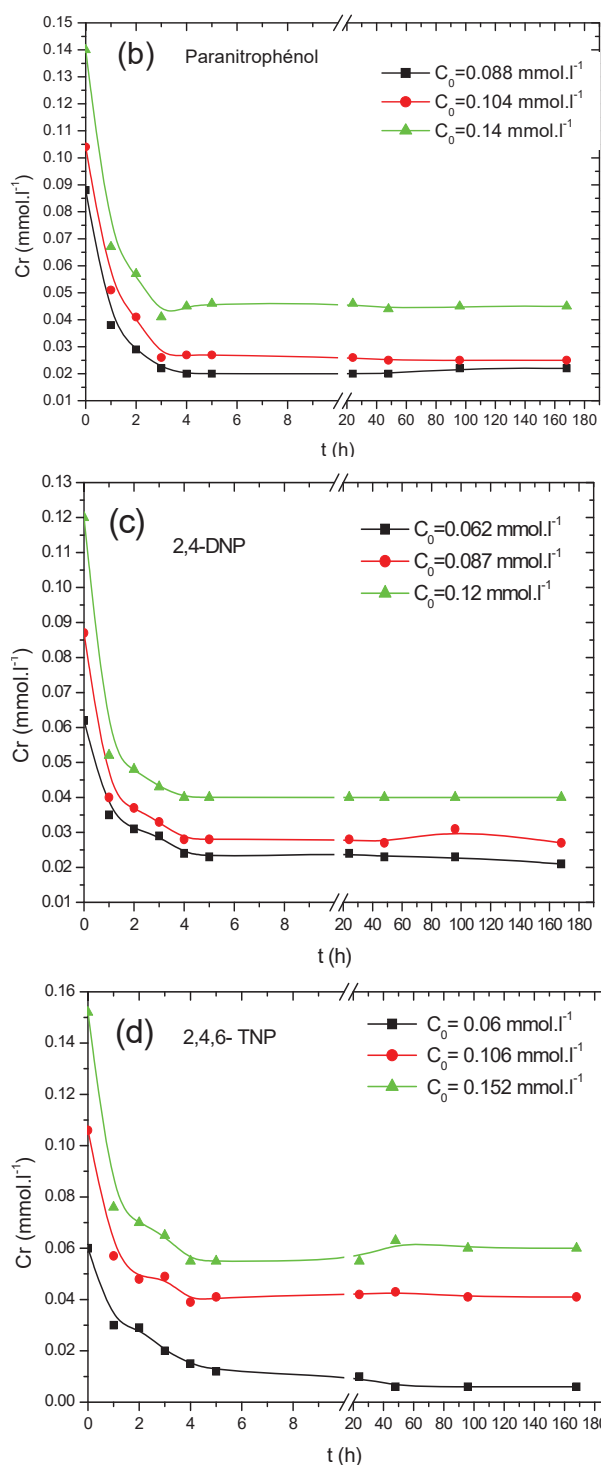 (b) Paranitrophénol
C₀=0.088 mmol.l⁻¹
C₀=0.104 mmol.l⁻¹
C₀=0.14 mmol.l⁻¹
0.15
0.14
0.13
0.12
0.11
0.10
0.09
0.08
0.07
0.06
0.05
0.04
0.03
0.02
0.01
Cr (mmol.l⁻¹)
0 2 4 6 8 20 40 60 80 100 120 140 160 180
t (h)
(c) 2,4-DNP
C₀=0.062 mmol.l⁻¹
C₀=0.087 mmol.l⁻¹
C₀=0.12 mmol.l⁻¹
0.13
0.12
0.11
0.10
0.09
0.08
0.07
0.06
0.05
0.04
0.03
0.02
0.01
Cr (mmol.l⁻¹)
0 2 4 6 8 20 40 60 80 100 120 140 160 180
t (h)
(d) 2,4,6- TNP
C₀= 0.06 mmol.l⁻¹
C₀= 0.106 mmol.l⁻¹
C₀= 0.152 mmol.l⁻¹
0.16
0.14
0.12
0.10
0.08
0.06
0.04
0.02
0.00
Cr (mmol.l⁻¹)
0 2 4 6 8 20 40 60 80 100 120 140 160 180
t (h)